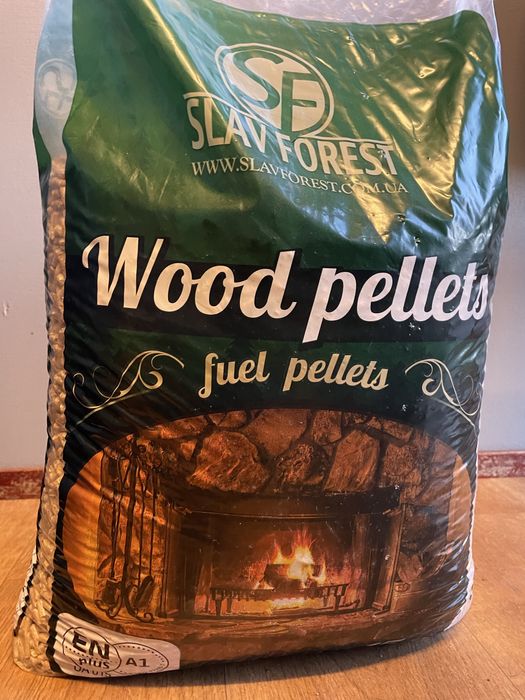 SF
SLAV FOREST
WWW.SLAVFOREST.COM.UA
Wood pellets
fuel pellets
EN
plus
A1